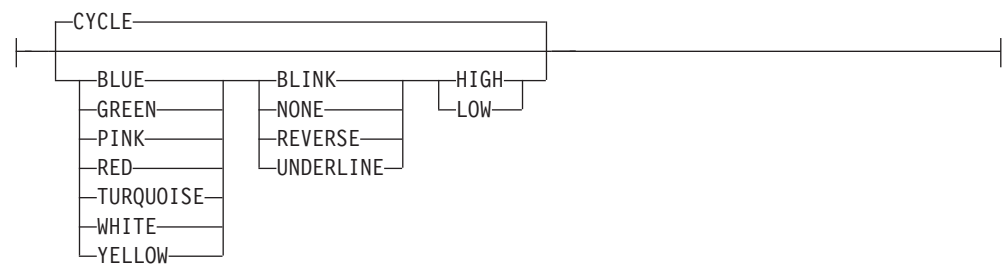 CYCLE
BLUE BLINK HIGH
GREEN NONE LOW
PINK REVERSE
RED UNDERLINE
TURQUOISE
WHITE
YELLOW